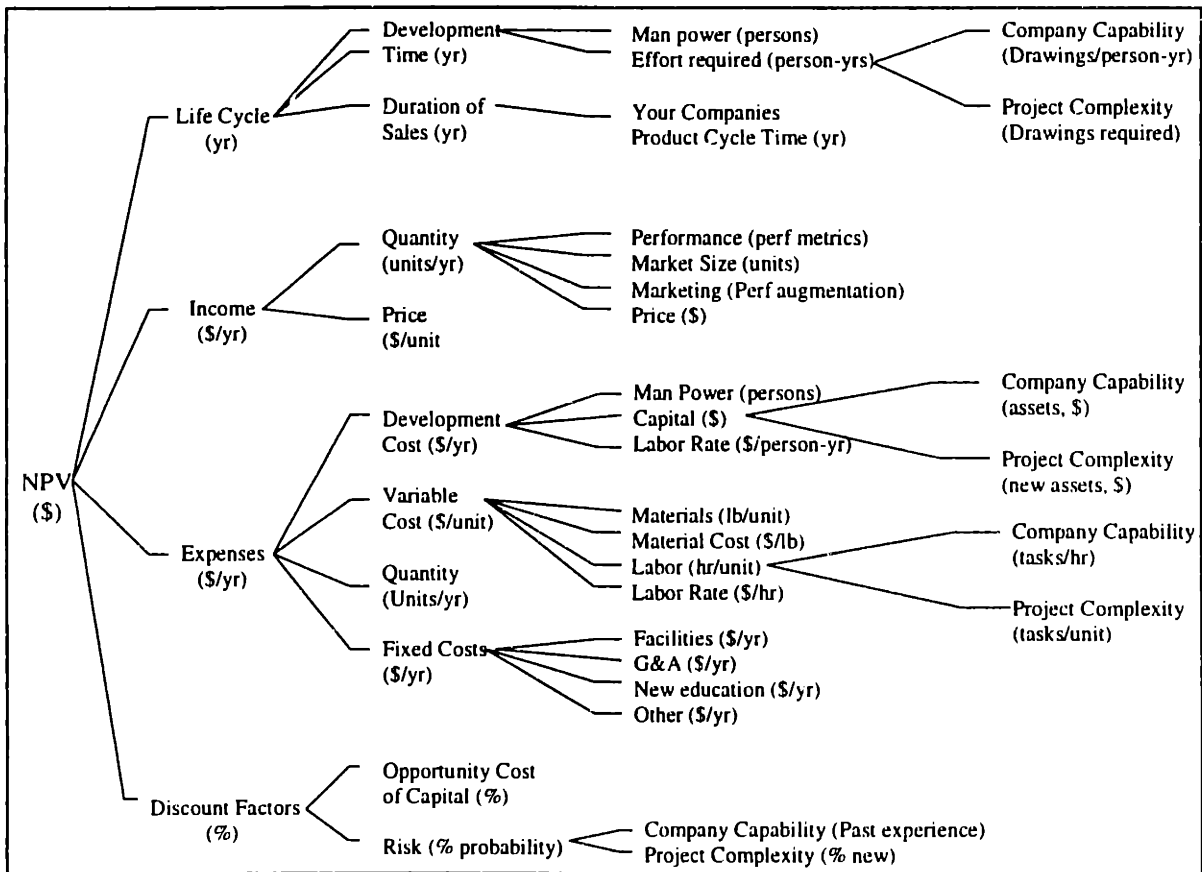 NPV
($)
Life Cycle
(yr)
Development
Time (yr)
Man power (persons)
Effort required (person-yrs)
Company Capability
(Drawings/person-yr)
Project Complexity
(Drawings required)
Duration of
Sales (yr)
Your Companies
Product Cycle Time (yr)
Income
($/yr)
Quantity
(units/yr)
Performance (perf metrics)
Market Size (units)
Marketing (Perf augmentation)
Price ($)
Price
($/unit
Expenses
($/yr)
Development
Cost ($/yr)
Man Power (persons)
Capital ($)
Labor Rate ($/person-yr)
Company Capability
(assets, $)
Project Complexity
(new assets, $)
Variable
Cost ($/unit)
Materials (lb/unit)
Material Cost ($/lb)
Labor (hr/unit)
Labor Rate ($/hr)
Company Capability
(tasks/hr)
Project Complexity
(tasks/unit)
Quantity
(Units/yr)
Fixed Costs
($/yr)
Facilities ($/yr)
G&A ($/yr)
New education ($/yr)
Other ($/yr)
Discount Factors
(%)
Opportunity Cost
of Capital (%)
Risk (% probability)
Company Capability (Past experience)
Project Complexity (% new)